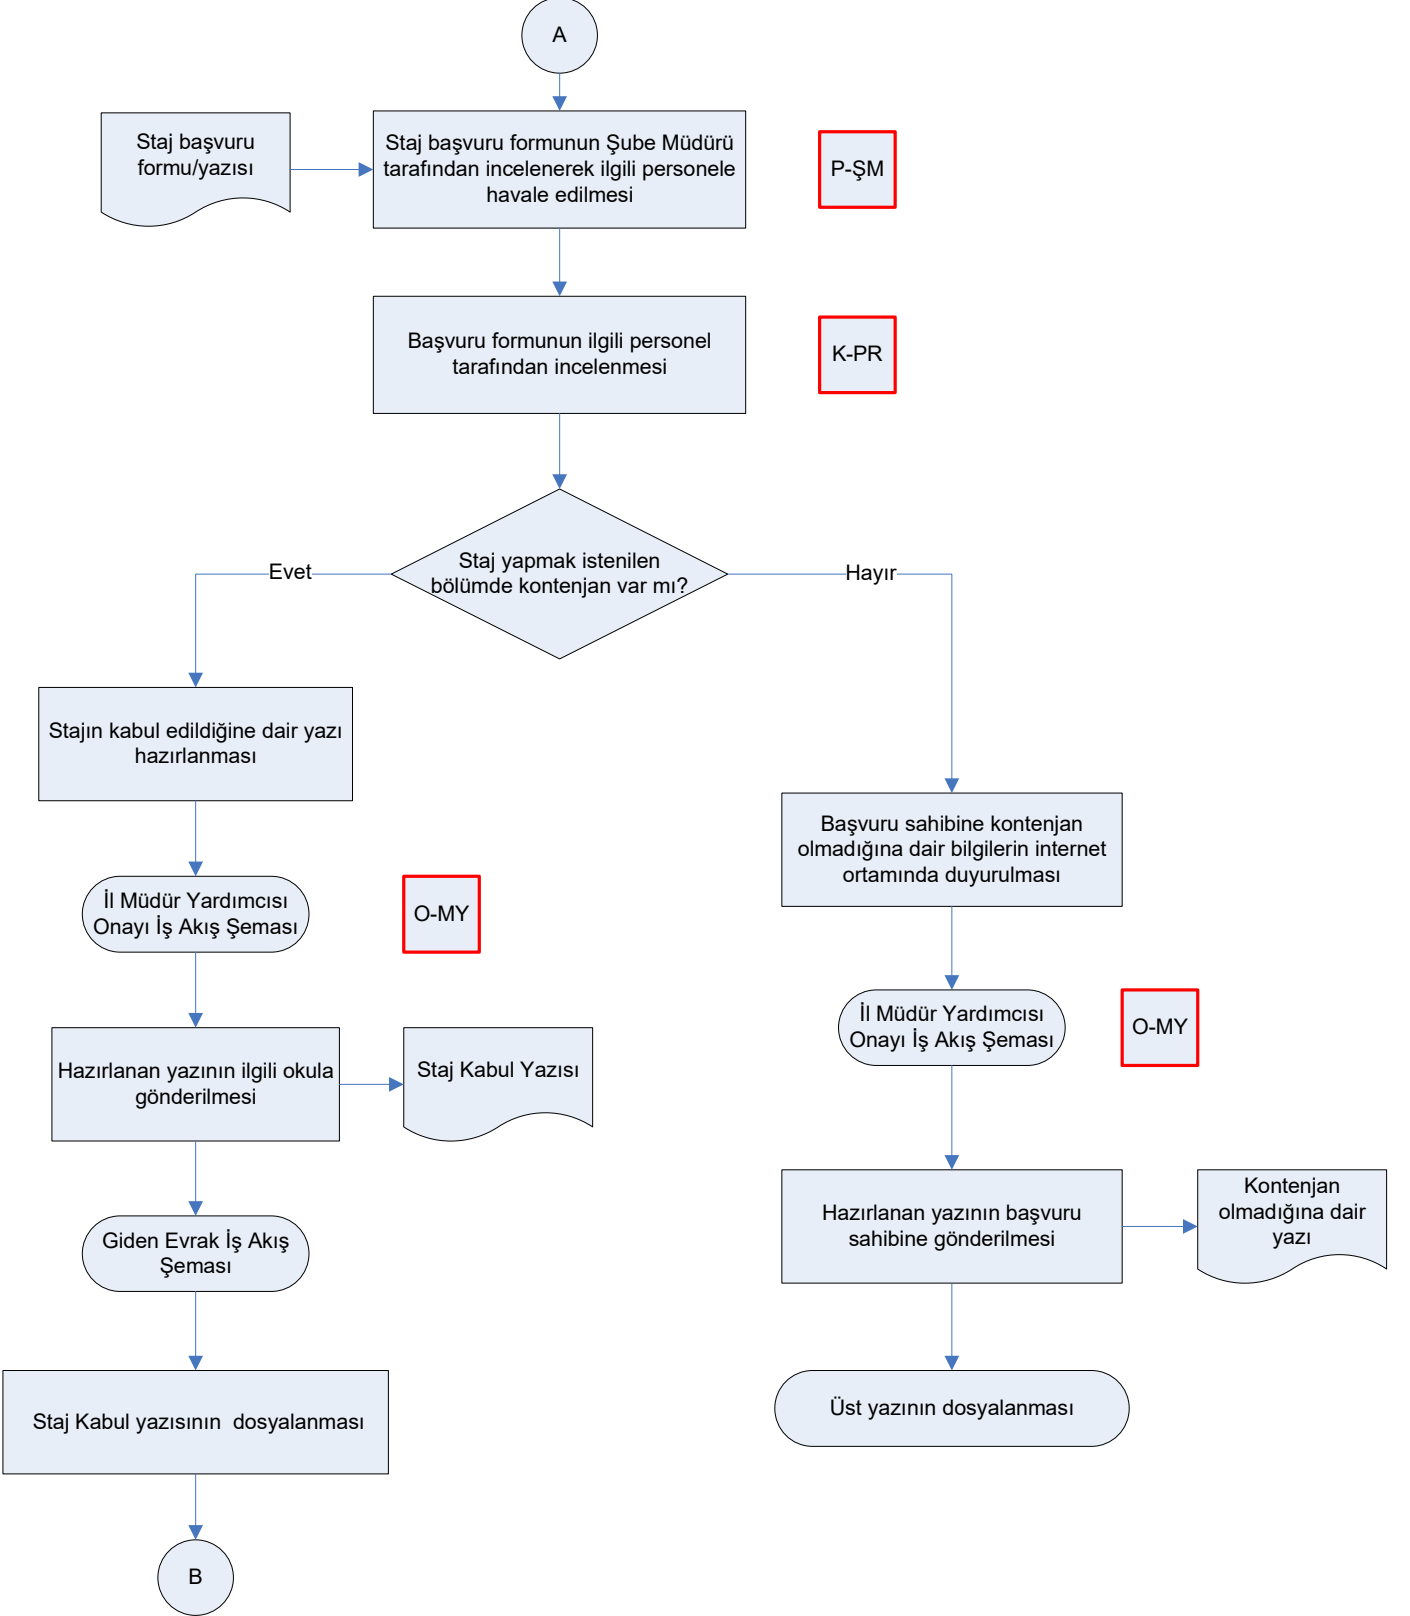 A
Staj başvuru
formu/yazısı
Staj başvuru formunun Şube Müdürü
tarafından incelenerek ilgili personele
havale edilmesi
P-ŞM
Başvuru formunun ilgili personel
tarafından incelenmesi
K-PR
Staj yapmak istenilen
bölümde kontenjan var mı?
Evet
Hayır
Stajın kabul edildiğine dair yazı
hazırlanması
İl Müdür Yardımcısı
Onayı İş Akış Şeması
O-MY
Hazırlanan yazının ilgili okula
gönderilmesi
Staj Kabul Yazısı
Giden Evrak İş Akış
Şeması
Staj Kabul yazısının  dosyalanması
B
Başvuru sahibine kontenjan
olmadığına dair bilgilerin internet
ortamında duyurulması
İl Müdür Yardımcısı
Onayı İş Akış Şeması
O-MY
Hazırlanan yazının başvuru
sahibine gönderilmesi
Kontenjan
olmadığına dair
yazı
Üst yazının dosyalanması